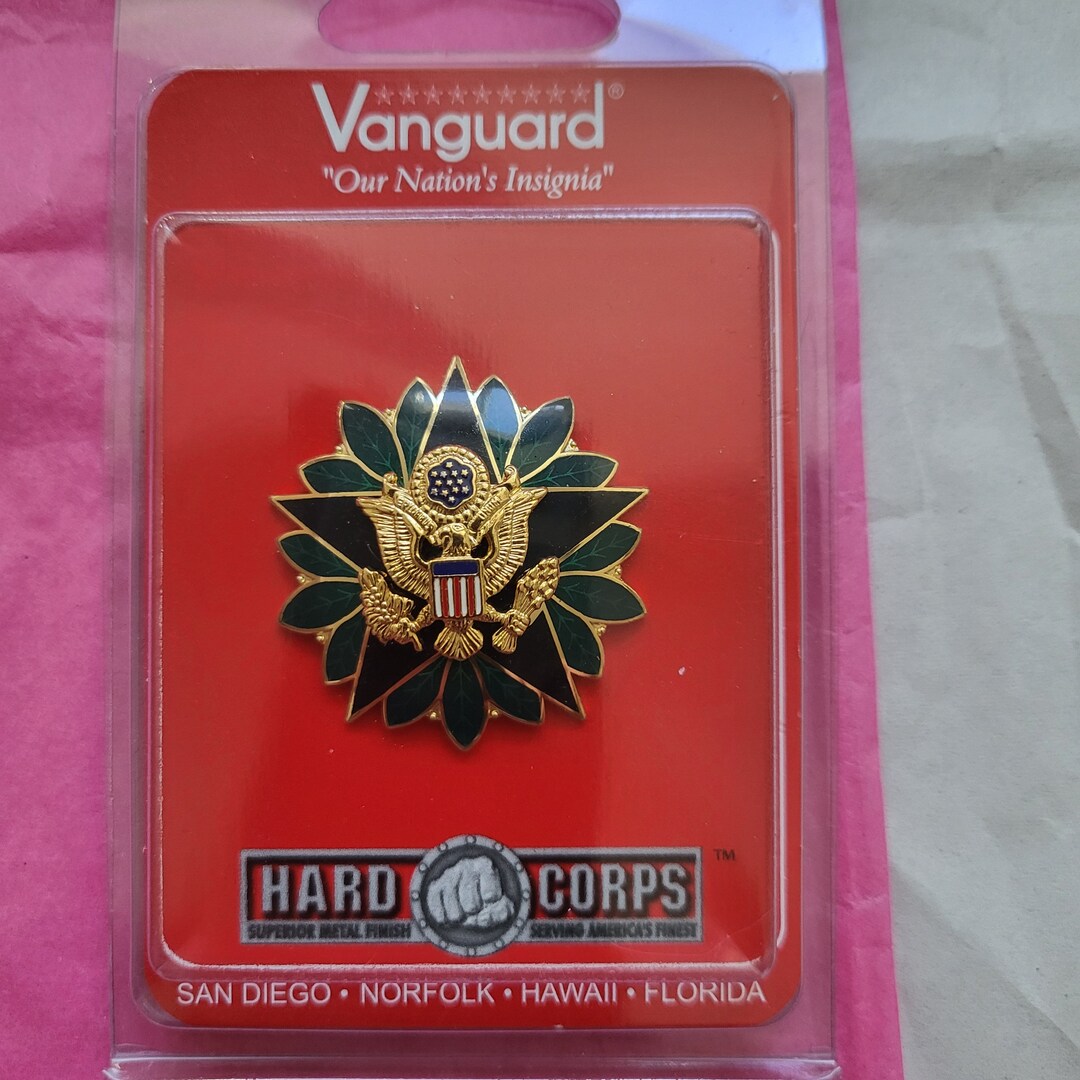 Vanguard®
"Our Nation's Insignia"
HARD CORPS ™
SUPERIOR METAL FINISH SERVING AMERICA'S FINEST
SAN DIEGO • NORFOLK • HAWAII • FLORIDA